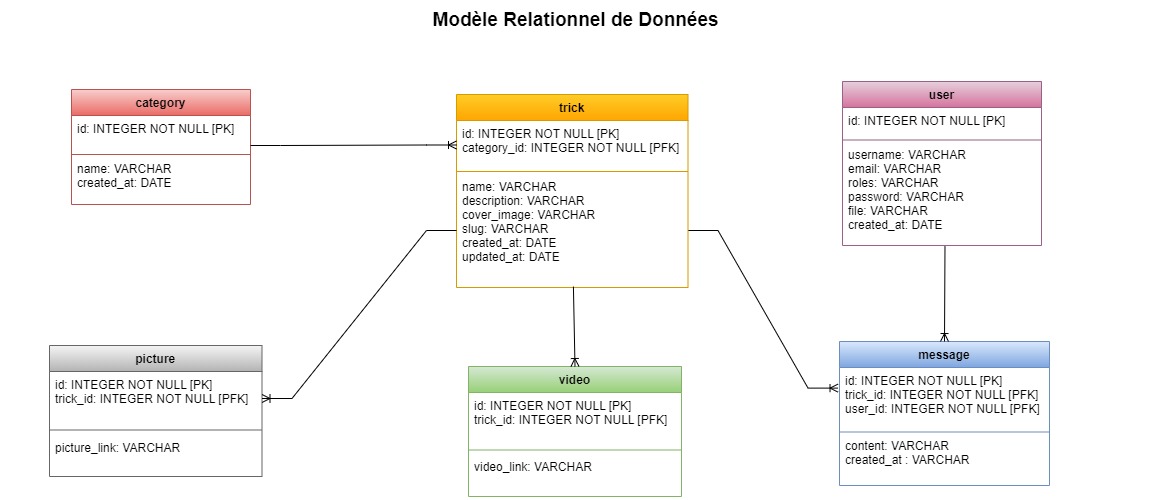 Modèle Relationnel de Données
category
id: INTEGER NOT NULL [PK]
name: VARCHAR
created_at: DATE
trick
id: INTEGER NOT NULL [PK]
category_id: INTEGER NOT NULL [PFK]
name: VARCHAR
description: VARCHAR
cover_image: VARCHAR
slug: VARCHAR
created_at: DATE
updated_at: DATE
user
id: INTEGER NOT NULL [PK]
username: VARCHAR
email: VARCHAR
roles: VARCHAR
password: VARCHAR
file: VARCHAR
created_at: DATE
picture
id: INTEGER NOT NULL [PK]
trick_id: INTEGER NOT NULL [PFK]
picture_link: VARCHAR
video
id: INTEGER NOT NULL [PK]
trick_id: INTEGER NOT NULL [PFK]
video_link: VARCHAR
message
id: INTEGER NOT NULL [PK]
trick_id: INTEGER NOT NULL [PFK]
user_id: INTEGER NOT NULL [PFK]
content: VARCHAR
created_at : VARCHAR